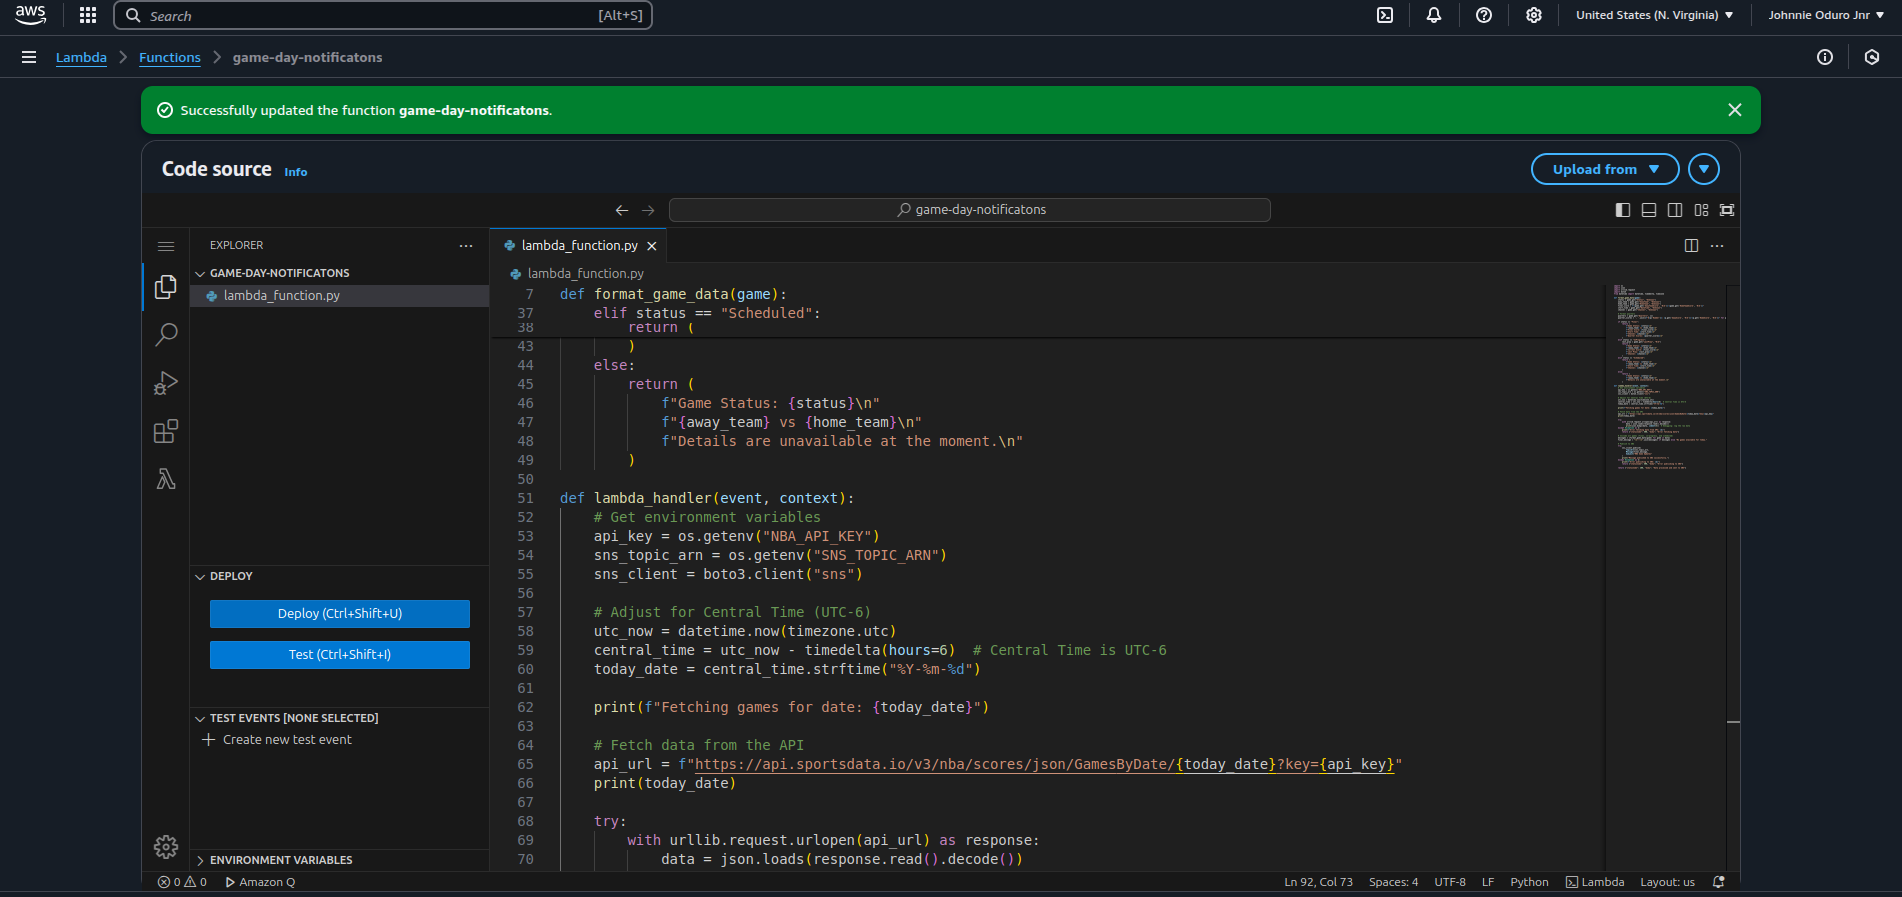 aws
Search
[Alt+S]
United States (N. Virginia)
Johnnie Oduro Jnr
Lambda
Functions
game-day-notificatons
Successfully updated the function game-day-notificatons.
Code source
Info
Upload from
game-day-notificatons
EXPLORER
lambda_function.py
GAME-DAY-NOTIFICATONS
lambda_function.py
lambda_function.py
7 def format_game_data(game):
37 elif status == "Scheduled":
38 return (
43 )
44 else:
45 return (
46 f"Game Status: {status}\n"
47 f"{away_team} vs {home_team}\n"
48 f"Details are unavailable at the moment.\n"
49 )
50
51 def lambda_handler(event, context):
52 # Get environment variables
53 api_key = os.getenv("NBA_API_KEY")
54 sns_topic_arn = os.getenv("SNS_TOPIC_ARN")
55 sns_client = boto3.client("sns")
56
57 # Adjust for Central Time (UTC-6)
58 utc_now = datetime.now(timezone.utc)
59 central_time = utc_now - timedelta(hours=6)  # Central Time is UTC-6
60 today_date = central_time.strftime("%Y-%m-%d")
61
62 print(f"Fetching games for date: {today_date}")
63
64 # Fetch data from the API
65 api_url = f"https://api.sportsdata.io/v3/nba/scores/json/GamesByDate/{today_date}?key={api_key}"
66 print(today_date)
67
68 try:
69 with urllib.request.urlopen(api_url) as response:
70 data = json.loads(response.read().decode())
DEPLOY
Deploy (Ctrl+Shift+U)
Test (Ctrl+Shift+I)
TEST EVENTS [NONE SELECTED]
Create new test event
ENVIRONMENT VARIABLES
0
0
Amazon Q
Ln 92, Col 73
Spaces: 4
UTF-8
LF
Python
Lambda
Layout: us